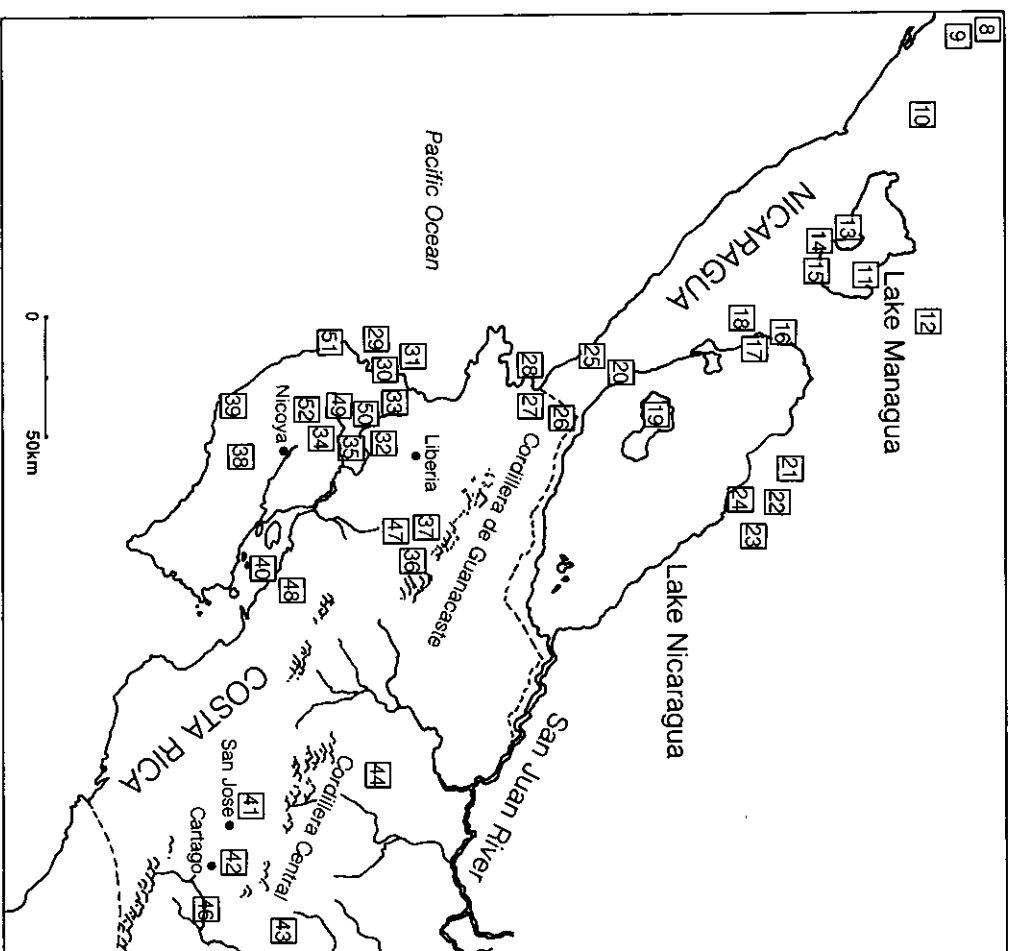 8
9
12
10
Lake Managua
11
13
14 15
21
16
22
17 23
NICARAGUA
18 24
Lake Nicaragua
19
20
25
26
28 27
San Juan River
Cordillera de Guanacaste
Pacific Ocean
Liberia
37
31 36
33 47
30 32
44
29
50
35
49
51
34
Cordillera Central
52
48
43
Nicoya
40
41
38
39 42
San Jose
46
COSTA RICA
Cartago
0 50km